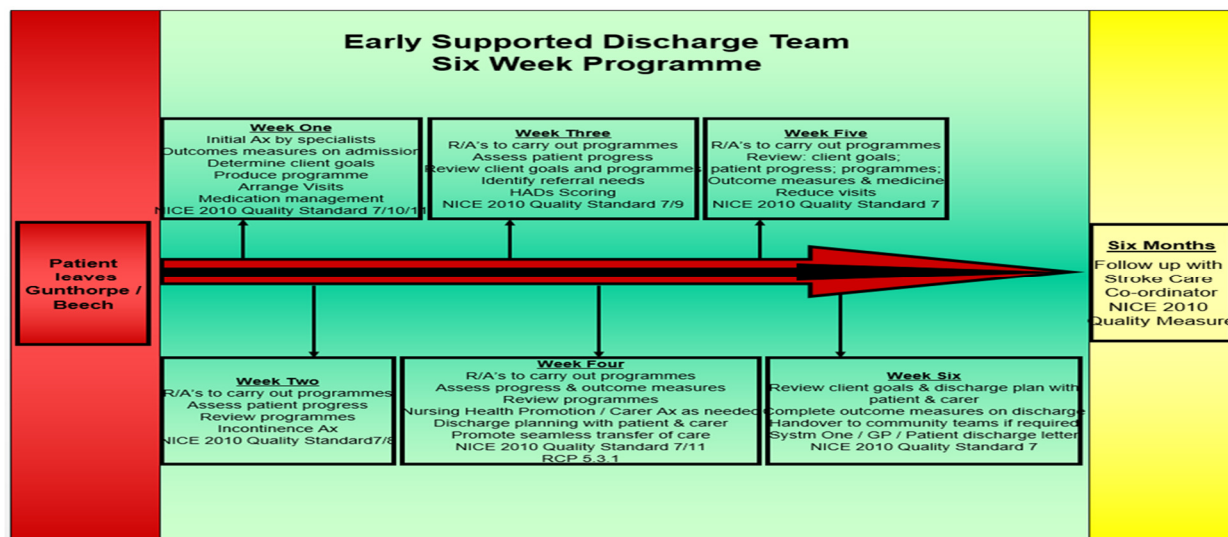 Early Supported Discharge Team
Six Week Programme
Patient
leaves
Gunthorpe /
Beech
Week One
Initial Ax by specialists
Outcomes measures on admission
Determine client goals
Produce programme
Arrange Visits
Medication management
NICE 2010 Quality Standard 7/10/11
Week Two
R/A's to carry out programmes
Assess patient progress
Review programmes
Incontinence Ax
NICE 2010 Quality Standard7/8
Week Three
R/A's to carry out programmes
Assess patient progress
Review client goals and programmes
Identify referral needs
HADs Scoring
NICE 2010 Quality Standard 7/9
Week Four
R/A's to carry out programmes
Assess progress & outcome measures
Review programmes
Nursing Health Promotion / Carer Ax as needed
Discharge planning with patient & carer
Promote seamless transfer of care
NICE 2010 Quality Standard 7/11
RCP 5.3.1
Week Five
R/A's to carry out programmes
Review: client goals;
patient progress; programmes;
Outcome measures & medicine
Reduce visits
NICE 2010 Quality Standard 7
Week Six
Review client goals & discharge plan with
patient & carer
Complete outcome measures on discharge
Handover to community teams if required
Systm One / GP / Patient discharge letter
NICE 2010 Quality Standard 7
Six Months
Follow up with
Stroke Care
Co-ordinator
NICE 2010
Quality Measure